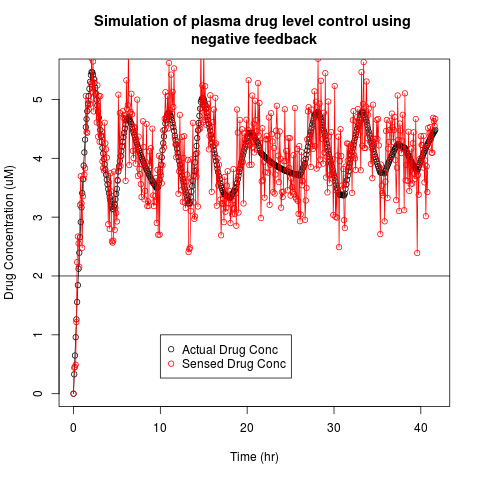 Simulation of plasma drug level control using
negative feedback
Drug Concentration (uM)
5
4
3
2
1
0
Actual Drug Conc
Sensed Drug Conc
0 10 20 30 40
Time (hr)